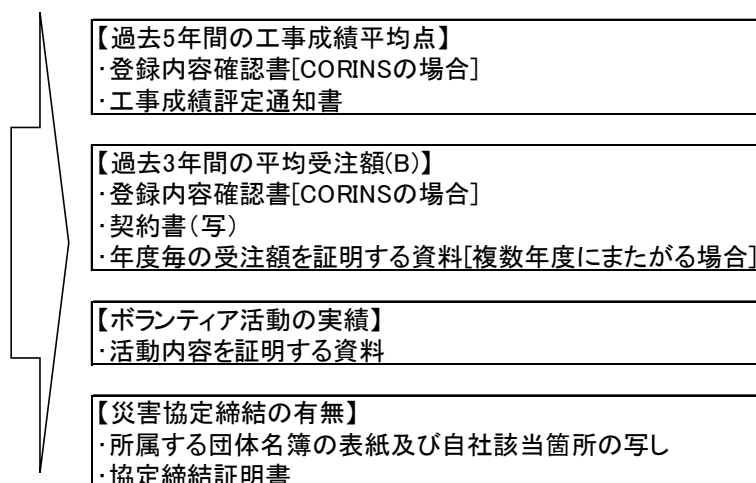 【過去5年間の工事成績平均点】
･登録内容確認書[CORINSの場合]
･工事成績評定通知書
【過去3年間の平均受注額(B)】
･登録内容確認書[CORINSの場合]
･契約書(写)
･年度毎の受注額を証明する資料[複数年度にまたがる場合]
【ボランティア活動の実績】
･活動内容を証明する資料
【災害協定締結の有無】
･所属する団体名簿の表紙及び自社該当箇所の写し
･協定締結証明書